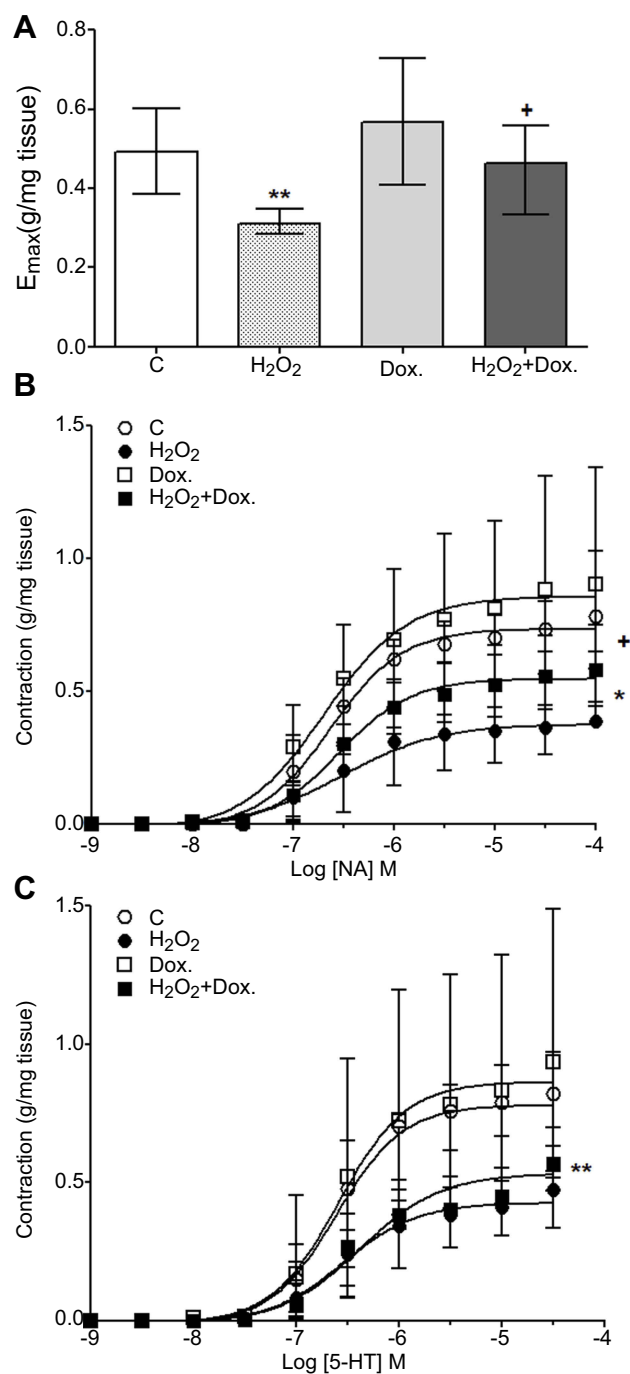 A
0.8
0.6
0.4
0.2
0.0
Emax(g/mg tissue)
**
+
C
H2O2
Dox.
H2O2+Dox.
B
1.5
1.0
0.5
0.0
Contraction (g/mg tissue)
C
H2O2
Dox.
H2O2+Dox.
+
*
-9
-8
-7
-6
-5
-4
Log [NA] M
C
1.5
1.0
0.5
0.0
Contraction (g/mg tissue)
C
H2O2
Dox.
H2O2+Dox.
**
-9
-8
-7
-6
-5
-4
Log [5-HT] M